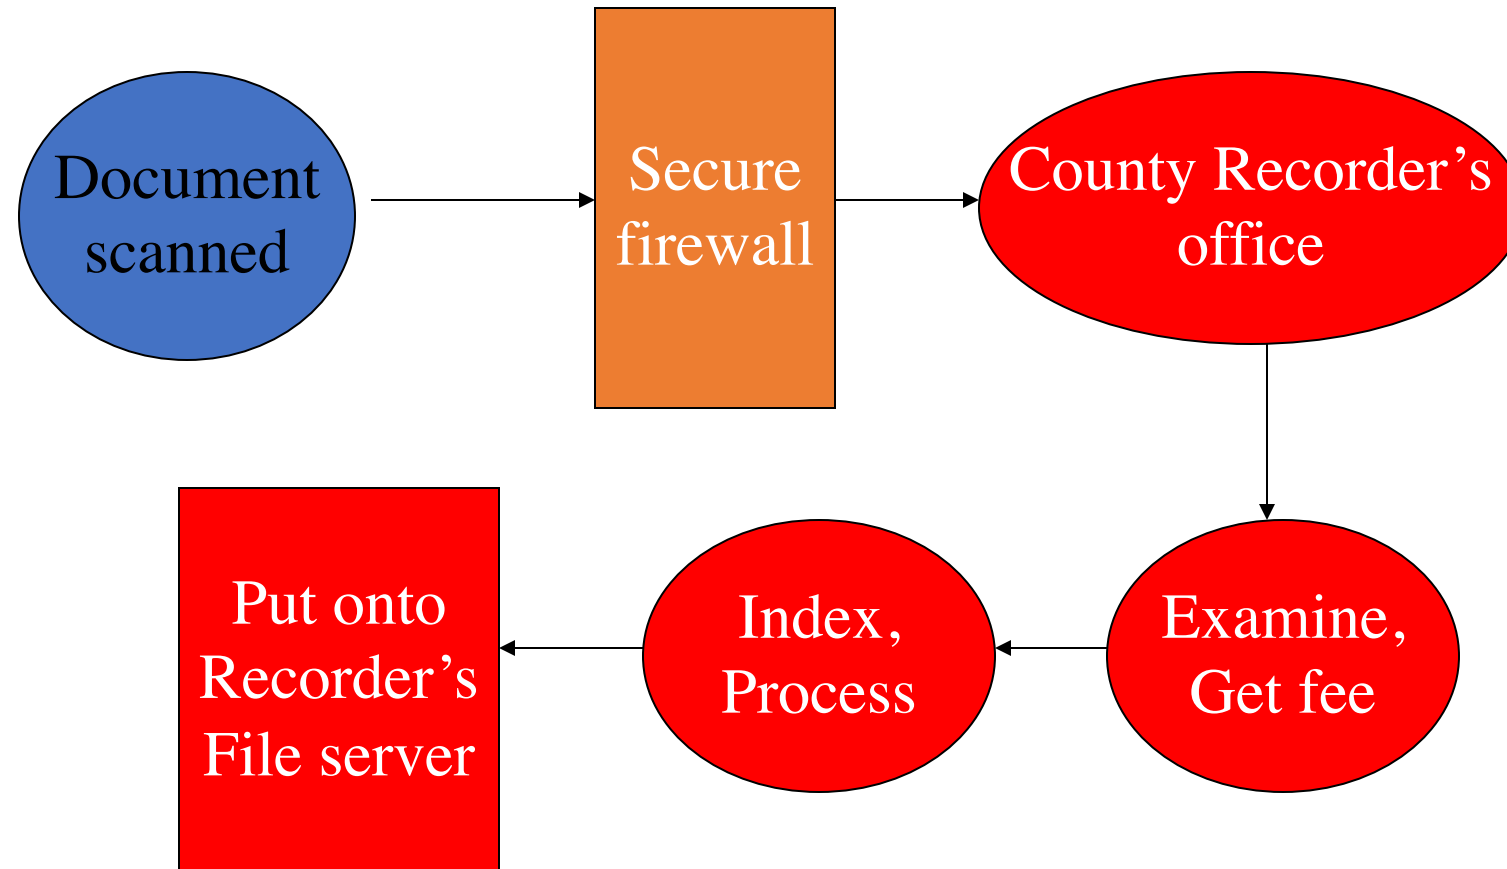 Document
scanned
Secure
firewall
County Recorder’s
office
Examine,
Get fee
Index,
Process
Put onto
Recorder’s
File server